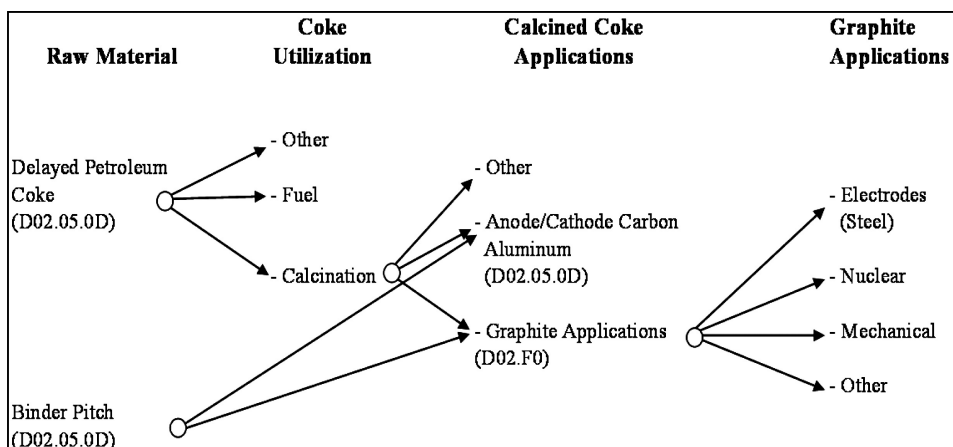 Raw Material
Coke
Utilization
Calcined Coke
Applications
Graphite
Applications
Delayed Petroleum
Coke
(D02.05.0D)
Binder Pitch
(D02.05.0D)
- Other
- Fuel
- Calcination
- Other
- Anode/Cathode Carbon
Aluminum
(D02.05.0D)
- Graphite Applications
(D02.F0)
- Electrodes
(Steel)
- Nuclear
- Mechanical
- Other